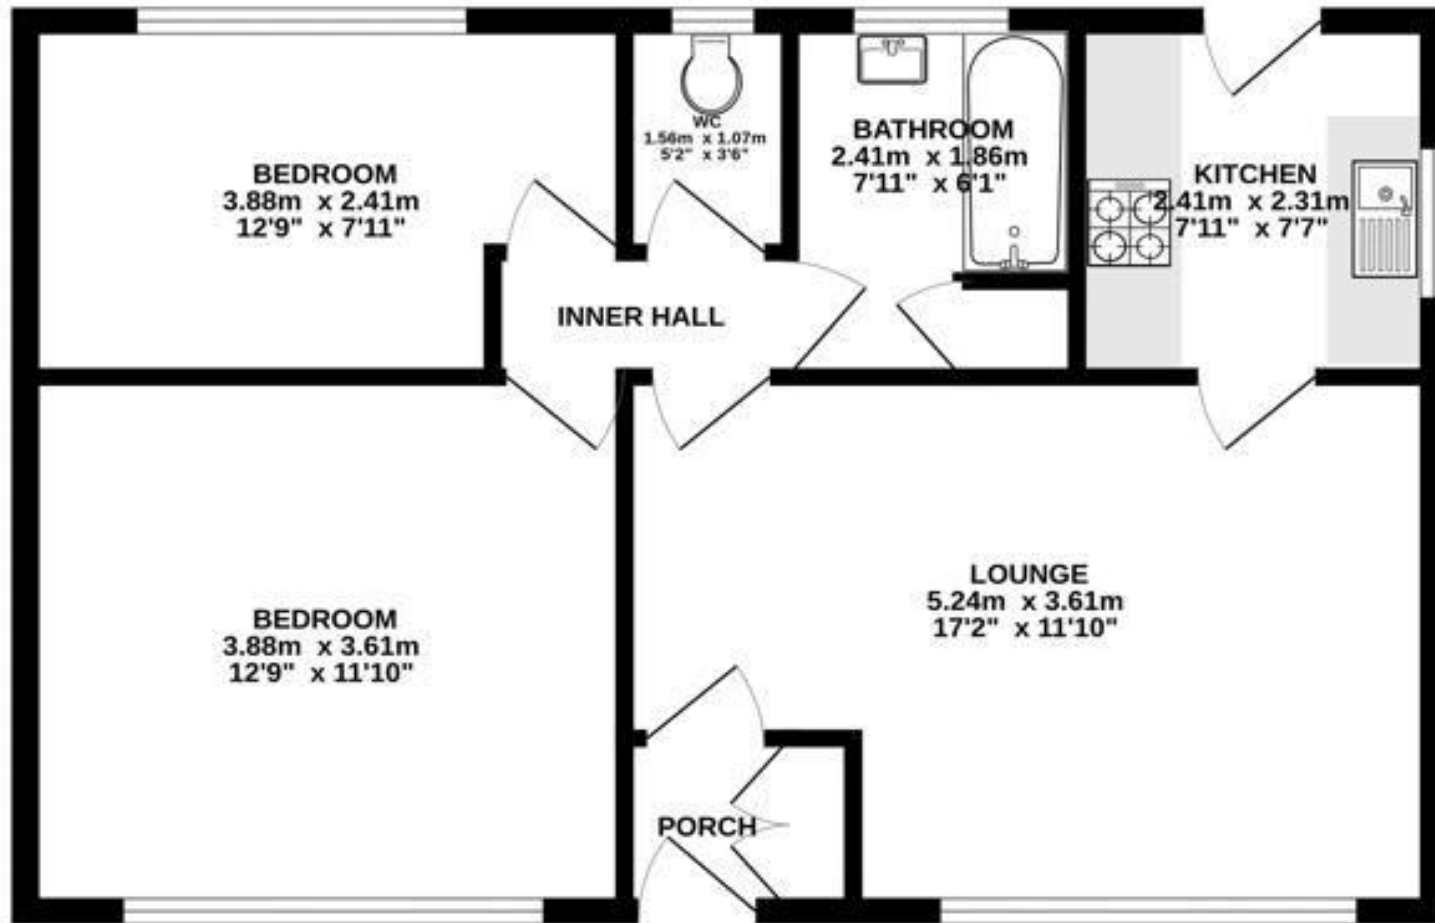 BEDROOM
3.88m x 2.41m
12'9" x 7'11"
WC
1.56m x 1.07m
5'2" x 3'6"
BATHROOM
2.41m x 1.86m
7'11" x 6'1"
KITCHEN
2.41m x 2.31m
7'11" x 7'7"
INNER HALL
BEDROOM
3.88m x 3.61m
12'9" x 11'10"
LOUNGE
5.24m x 3.61m
17'2" x 11'10"
PORCH